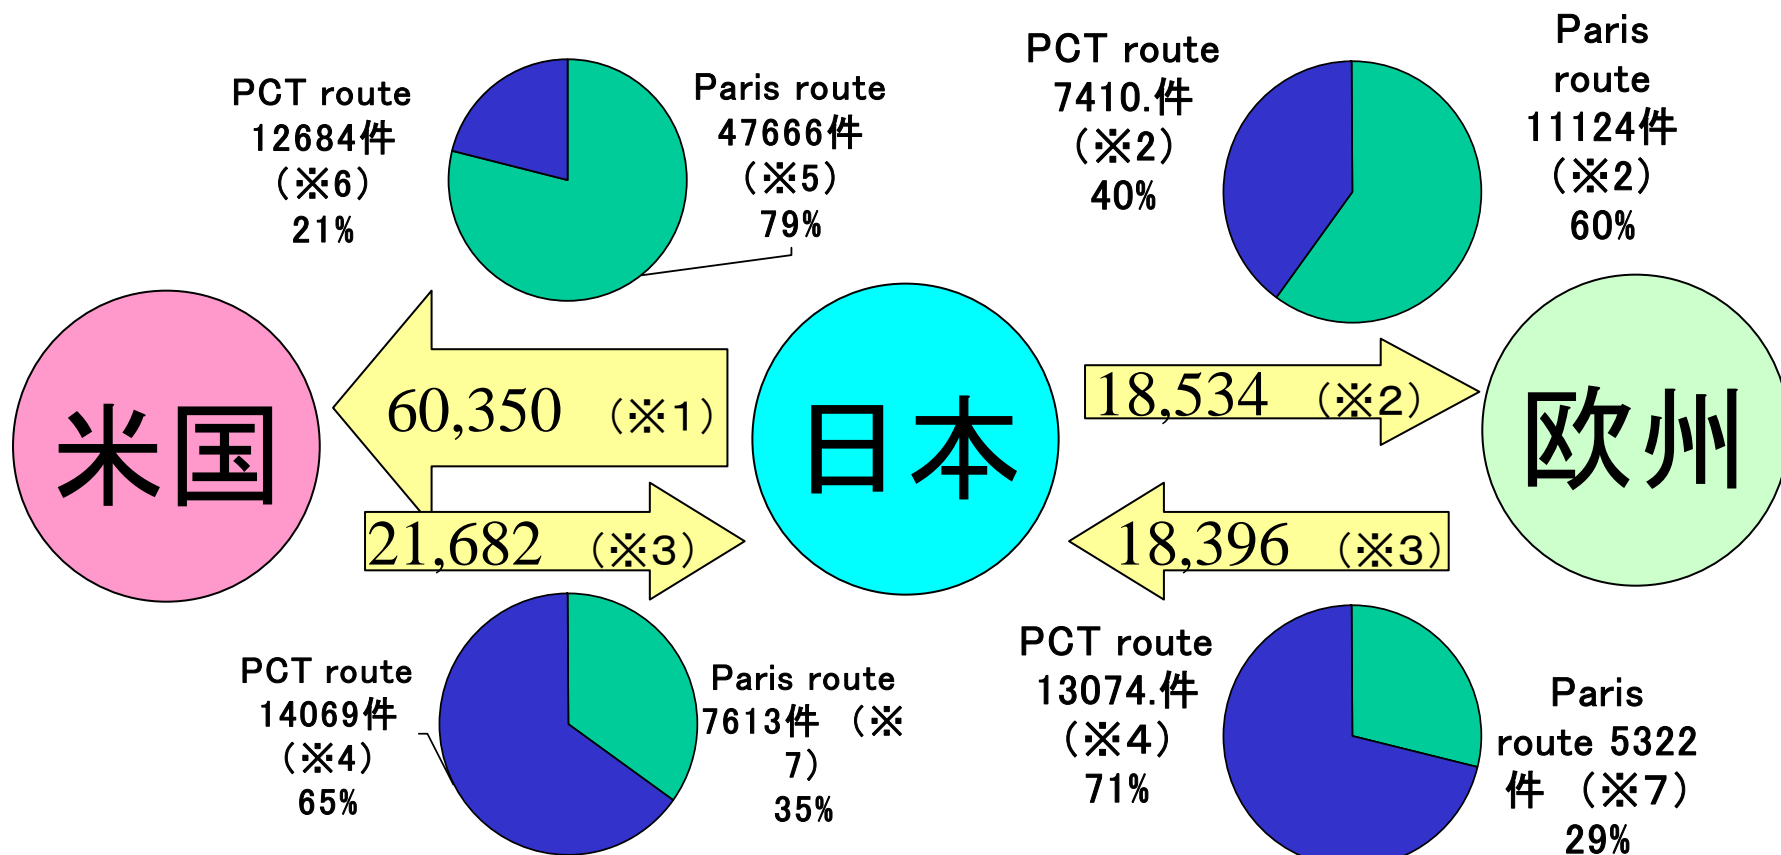 PCT route
12684件
（※6）
21%
Paris route
47666件
（※5）
79%
PCT route
7410.件
（※2）
40%
Paris
route
11124件
（※2）
60%
米国
60,350 （※１）
日本
18,534 （※２）
欧州
21,682 （※３）
18,396 （※３）
PCT route
14069件
（※4）
65%
Paris route
7613件 （※
7）
35%
PCT route
13074.件
（※４）
71%
Paris
route 5322
件 （※７）
29%